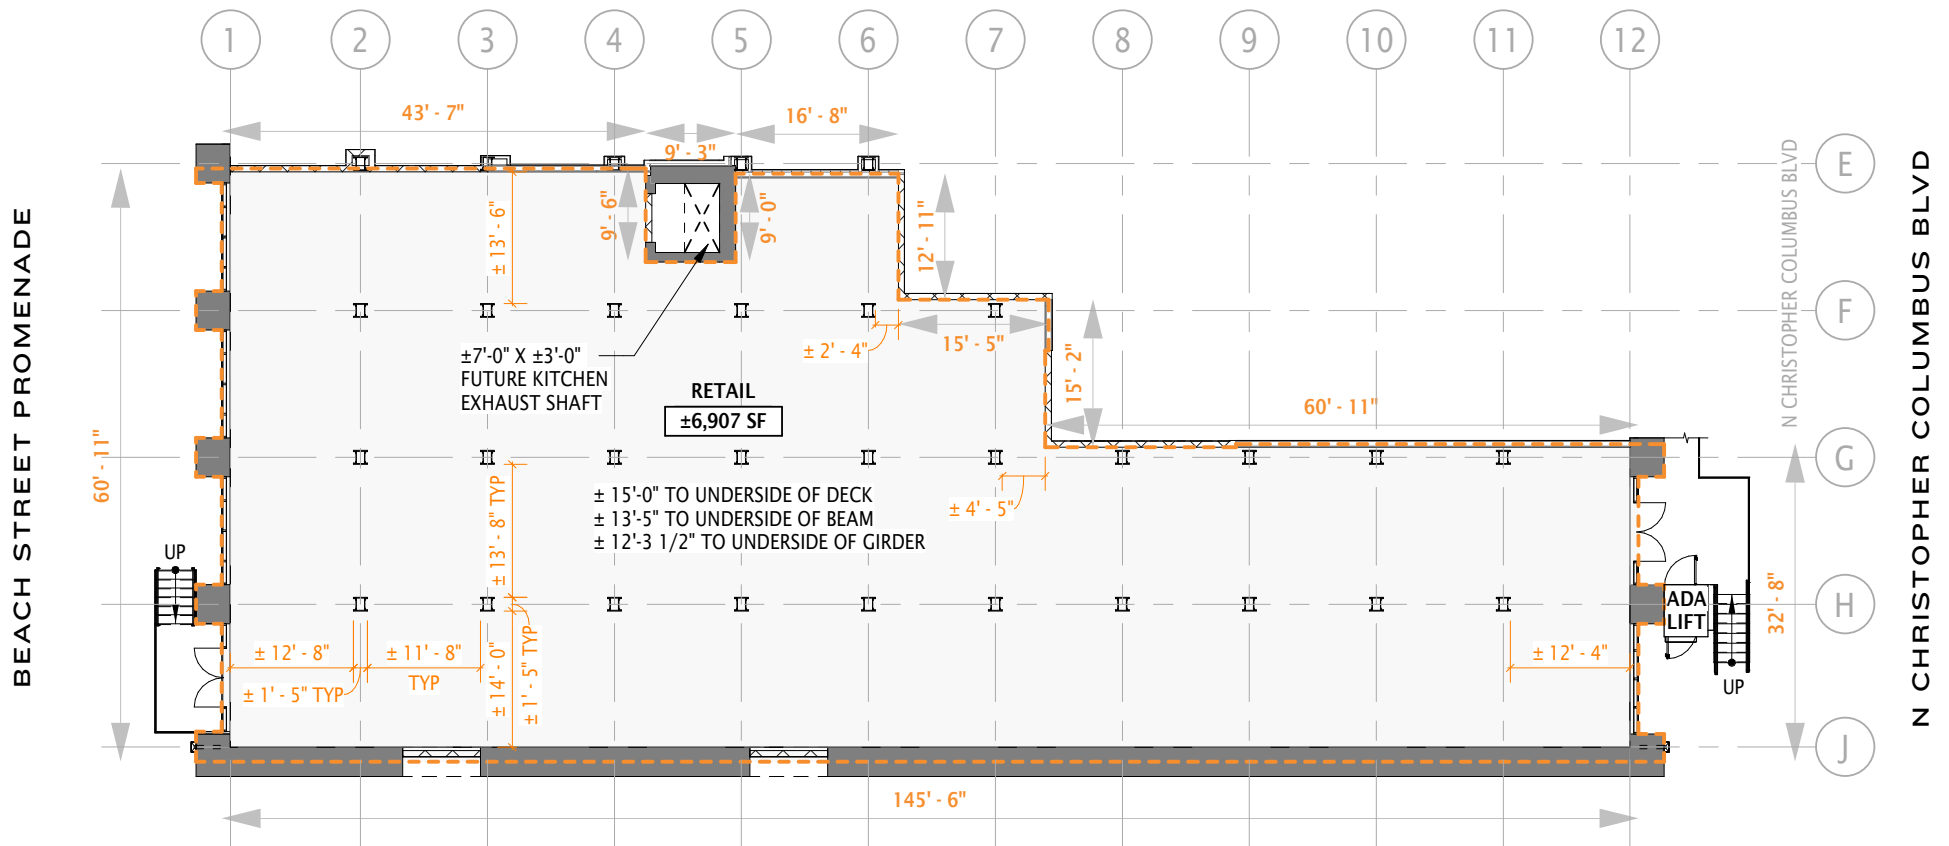 1 2 3 4 5 6 7 8 9 10 11 12
43' - 7"
16' - 8"
9' - 3"
E
9' - 6"
9' - 0"
12' - 11"
± 13' - 6"
F
± 2' - 4"
15' - 5"
15' - 2"
±7'-0" X ±3'-0"
FUTURE KITCHEN
EXHAUST SHAFT
RETAIL
±6,907 SF
60' - 11"
N CHRISTOPHER COLUMBUS BLVD
N CHRISTOPHER COLUMBUS BLVD
BEACH STREET PROMENADE
60' - 11"
G
± 15'-0" TO UNDERSIDE OF DECK
± 13'-5" TO UNDERSIDE OF BEAM
± 12'-3 1/2" TO UNDERSIDE OF GIRDER
± 4' - 5"
± 13' - 8" TYP
UP
H
ADA
LIFT
32' - 8"
± 12' - 8"
± 11' - 8"
TYP
± 1' - 5" TYP
± 14' - 0"
± 1' - 5" TYP
± 12' - 4"
UP
J
145' - 6"